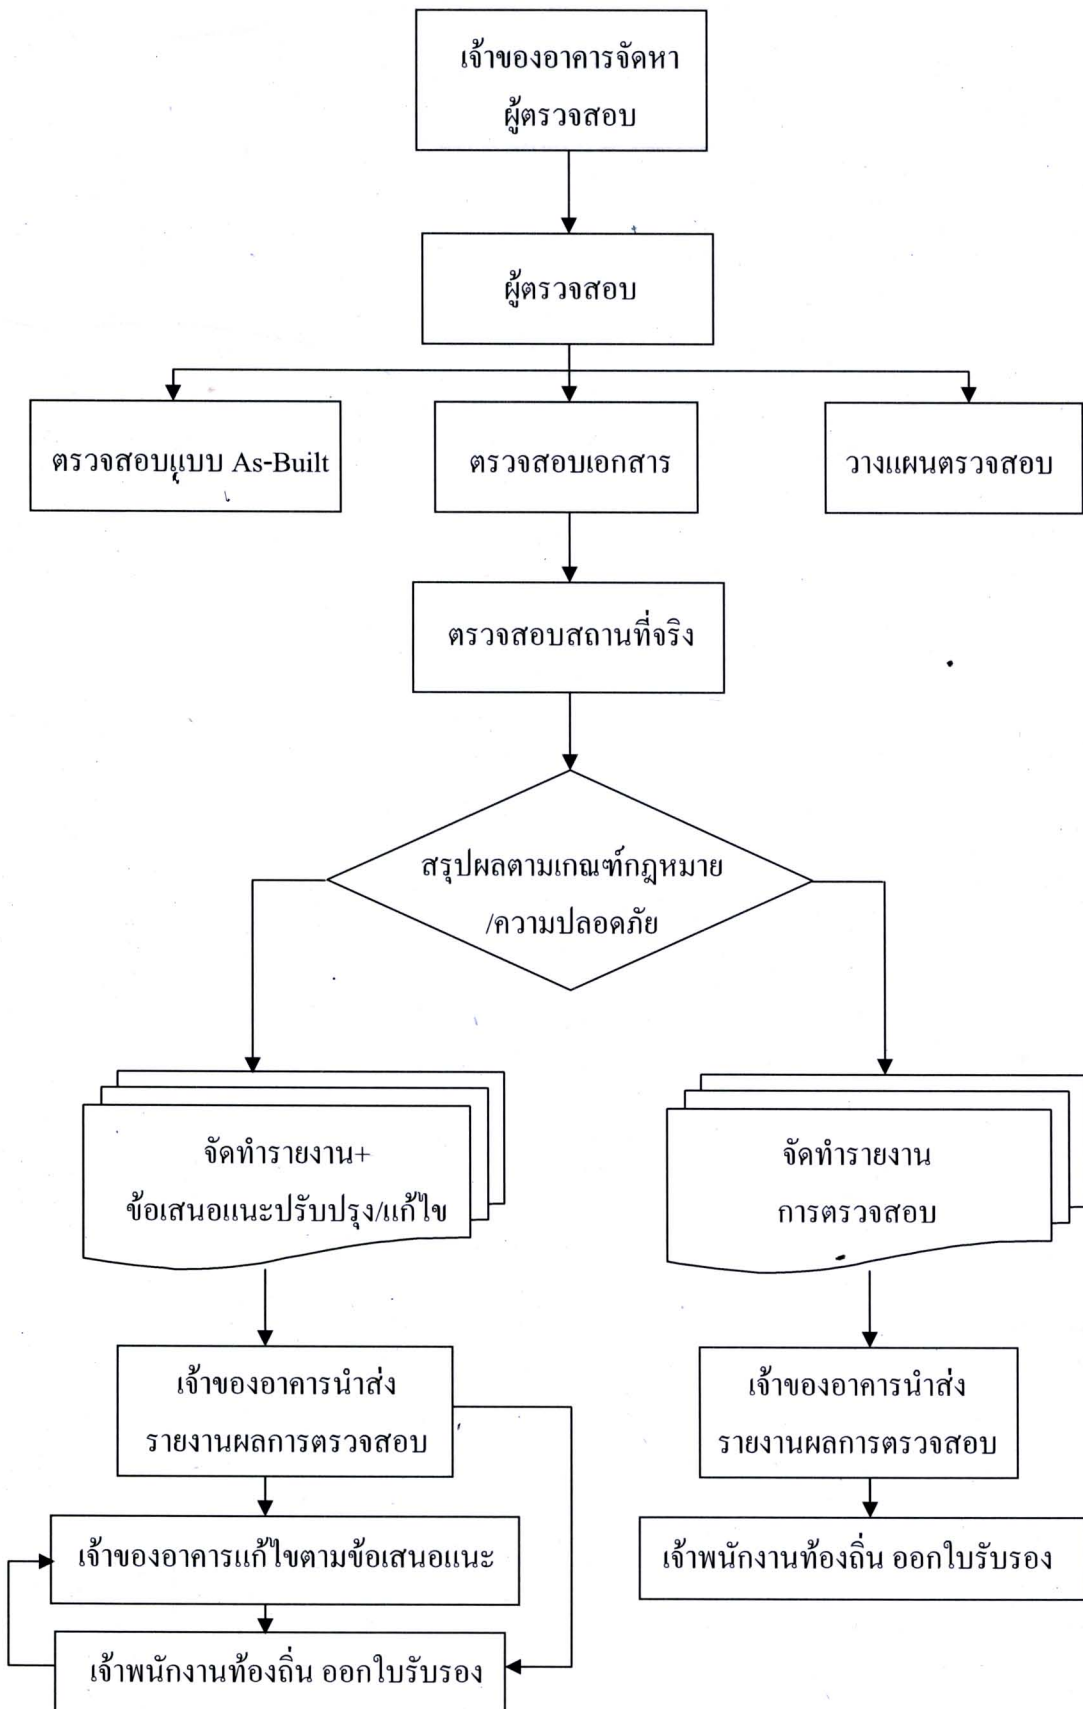 เจ้าของอาคารจัดหา
ผู้ตรวจสอบ
ผู้ตรวจสอบ
ตรวจสอบแบบ As-Built
ตรวจสอบเอกสาร
วางแผนตรวจสอบ
ตรวจสอบสถานที่จริง
สรุปผลตามเกณฑ์กฎหมาย
/ความปลอดภัย
จัดทำรายงาน+
ข้อเสนอแนะปรับปรุง/แก้ไข
จัดทำรายงาน
การตรวจสอบ
เจ้าของอาคารนำส่ง
รายงานผลการตรวจสอบ
เจ้าของอาคารนำส่ง
รายงานผลการตรวจสอบ
เจ้าของอาคารแก้ไขตามข้อเสนอแนะ
เจ้าพนักงานท้องถิ่น ออกใบรับรอง
เจ้าพนักงานท้องถิ่น ออกใบรับรอง